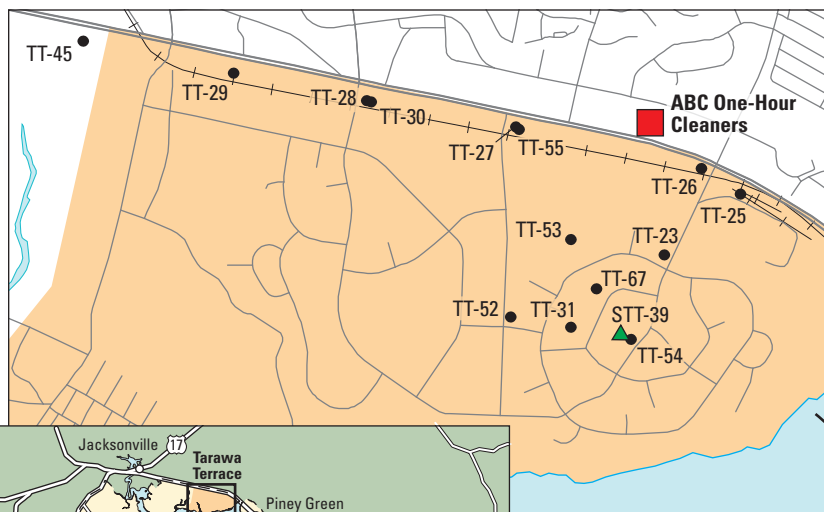 TT-45
TT-29
TT-28
TT-30
TT-27
TT-55
ABC One-Hour
Cleaners
TT-26
TT-25
TT-53
TT-23
TT-67
TT-52
TT-31
STT-39
TT-54
Jacksonville
17
Tarawa
Terrace
Piney Green